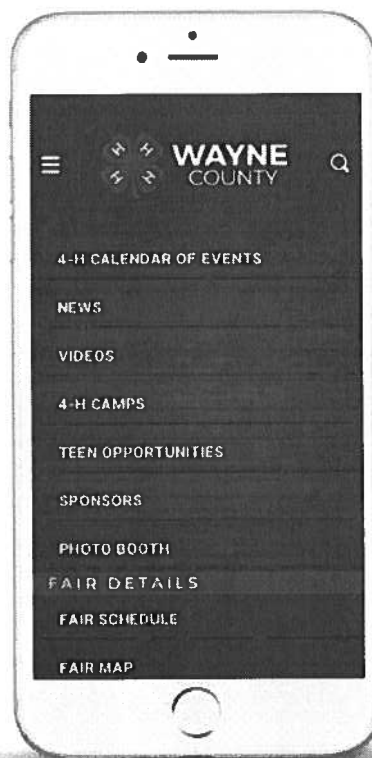 H H
H H
WAYNE
COUNTY
4-H CALENDAR OF EVENTS
NEWS
VIDEOS
4-H CAMPS
TEEN OPPORTUNITIES
SPONSORS
PHOTO BOOTH
FAIR DETAILS
FAIR SCHEDULE
FAIR MAP